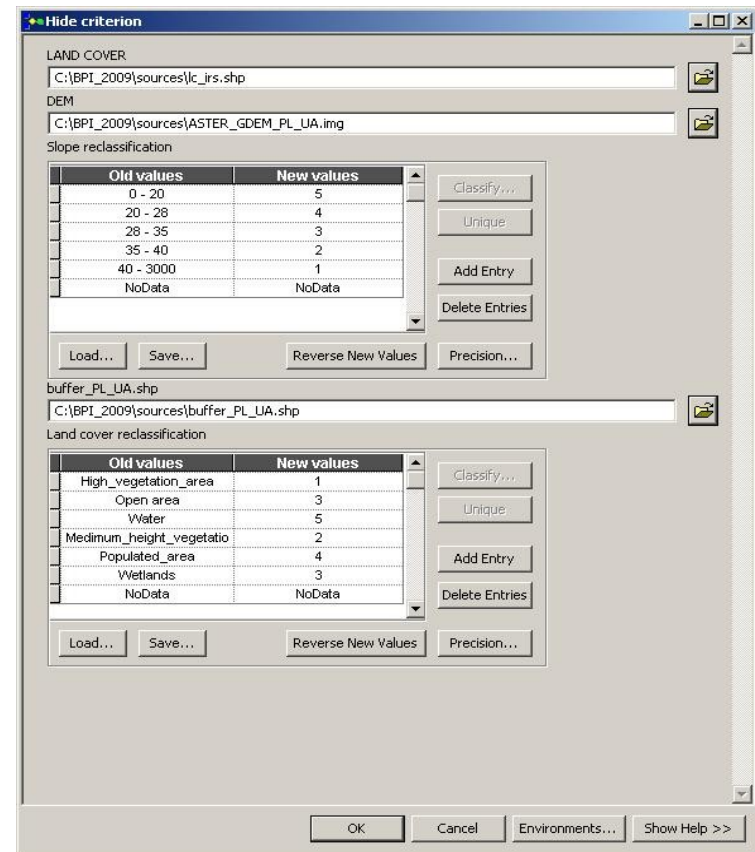 Hide criterion
LAND COVER
C:\BPI_2009\sources\lc_irs.shp
DEM
C:\BPI_2009\sources\ASTER_GDEM_PL_UA.img
Slope reclassification
Old values New values
0 - 20 5
20 - 28 4
28 - 35 3
35 - 40 2
40 - 3000 1
NoData NoData
Classify...
Unique
Add Entry
Delete Entries
Load... Save... Reverse New Values Precision...
buffer_PL_UA.shp
C:\BPI_2009\sources\buffer_PL_UA.shp
Land cover reclassification
Old values New values
High_vegetation_area 1
Open area 3
Water 5
Medimum_height_vegetatio 2
Populated_area 4
Wetlands 3
NoData NoData
Classify...
Unique
Add Entry
Delete Entries
Load... Save... Reverse New Values Precision...
OK Cancel Environments... Show Help >>